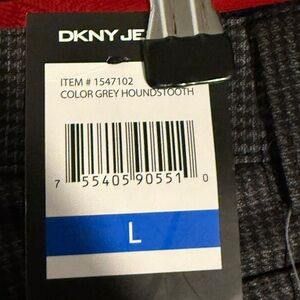 DKNY JE
ITEM # 1547102
COLOR GREY HOUNDSTOOTH
7 55405 90551 0
L